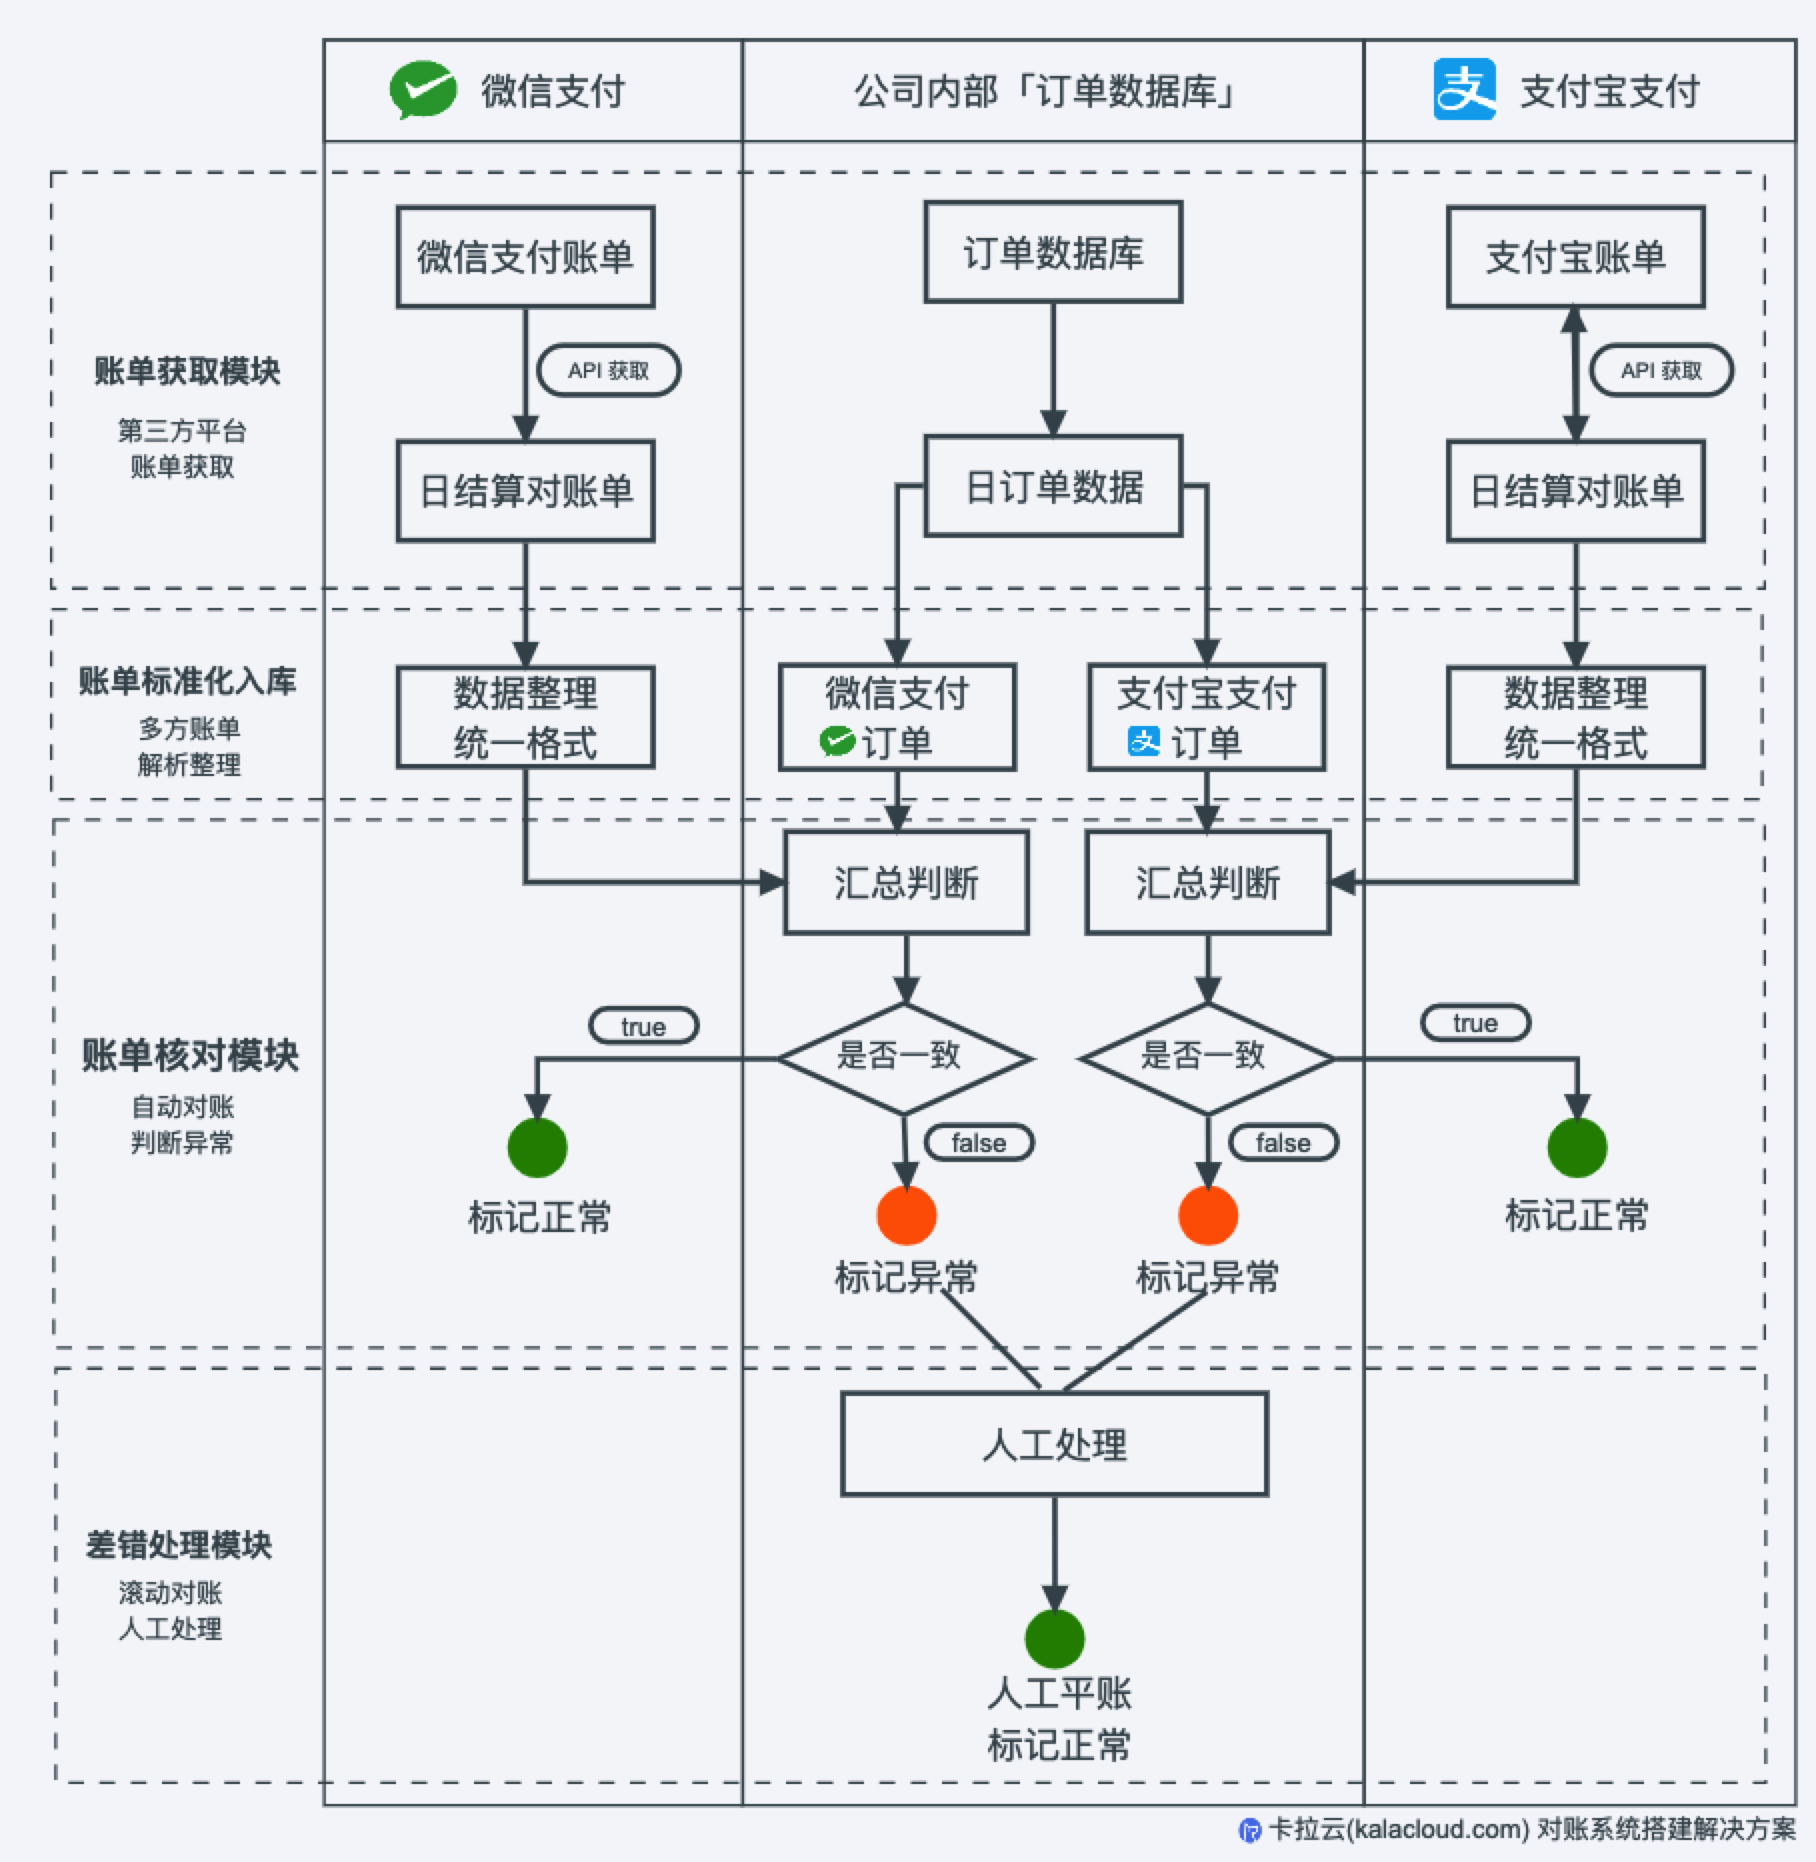 微信支付
公司内部「订单数据库」
支 支付宝支付
微信支付账单
订单数据库
支付宝账单
账单获取模块
第三方平台
账单获取
API 获取
API 获取
日结算对账单
日订单数据
日结算对账单
账单标准化入库
多方账单
解析整理
数据整理
统一格式
微信支付
订单
支付宝支付
支 订单
数据整理
统一格式
汇总判断
汇总判断
账单核对模块
自动对账
判断异常
true
是否一致
是否一致
true
false
false
标记正常
标记异常
标记异常
标记正常
人工处理
差错处理模块
滚动对账
人工处理
人工平账
标记正常
卡拉云(kalacloud.com) 对账系统搭建解决方案